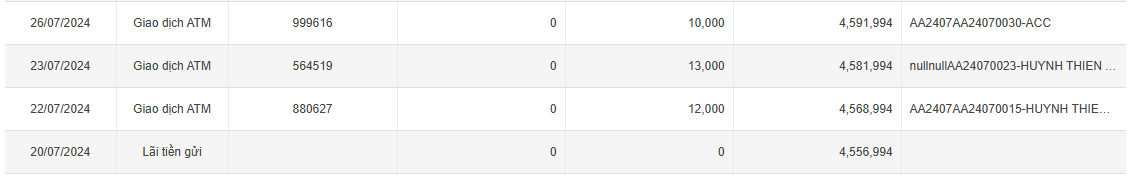 26/07/2024 Giao dịch ATM 999616 0 10,000 4,591,994 AA2407AA24070030-ACC
23/07/2024 Giao dịch ATM 564519 0 13,000 4,581,994 nullnullAA24070023-HUYNH THIEN ...
22/07/2024 Giao dịch ATM 880627 0 12,000 4,568,994 AA2407AA24070015-HUYNH THIE...
20/07/2024 Lãi tiền gửi 0 0 4,556,994